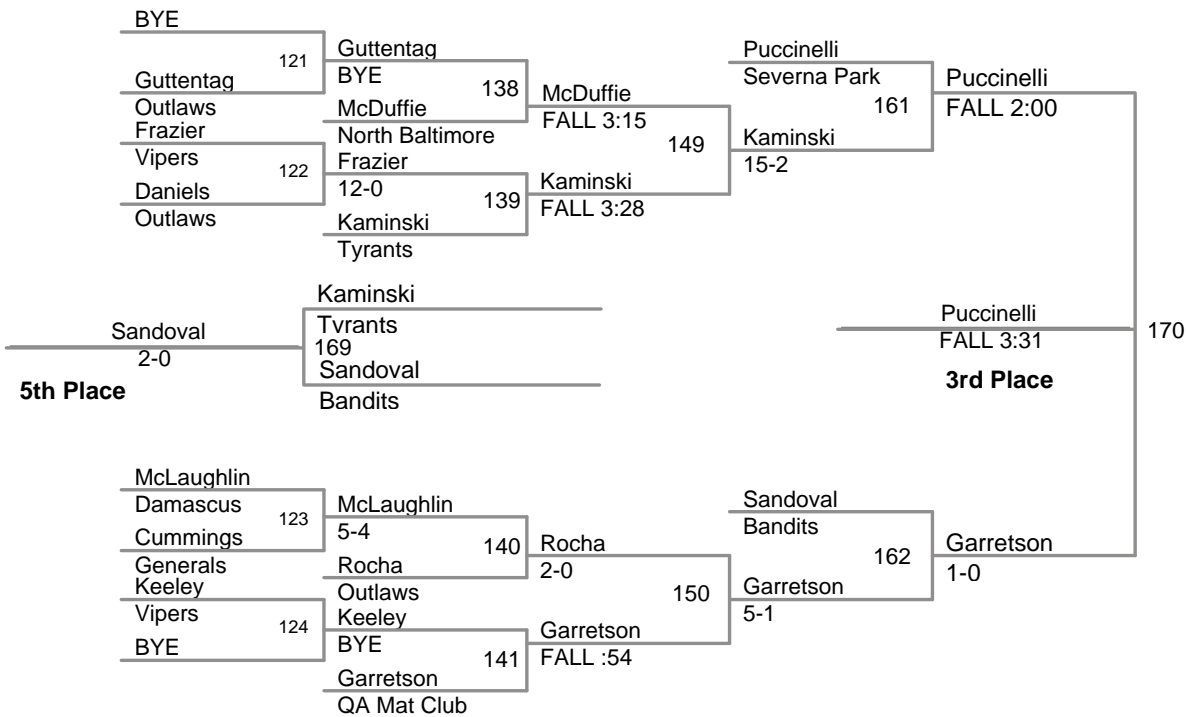 BYE
121
Guttentag
Outlaws
Frazier
Vipers
122
Daniels
Outlaws
Guttentag
BYE
138
McDuffie
North Baltimore
Frazier
12-0
139
Kaminski
Tyrants
McDuffie
FALL 3:15
149
Kaminski
FALL 3:28
Puccinelli
Severna Park
161
Kaminski
15-2
Puccinelli
FALL 2:00
Kaminski
Tvrants
169
Sandoval
Bandits
Sandoval
2-0
5th Place
Puccinelli
FALL 3:31
3rd Place
170
McLaughlin
Damascus
123
Cummings
Generals
Keeley
Vipers
124
BYE
McLaughlin
5-4
140
Rocha
Outlaws
Keeley
BYE
141
Garretson
QA Mat Club
Rocha
2-0
150
Garretson
FALL :54
Sandoval
Bandits
162
Garretson
5-1
Garretson
1-0